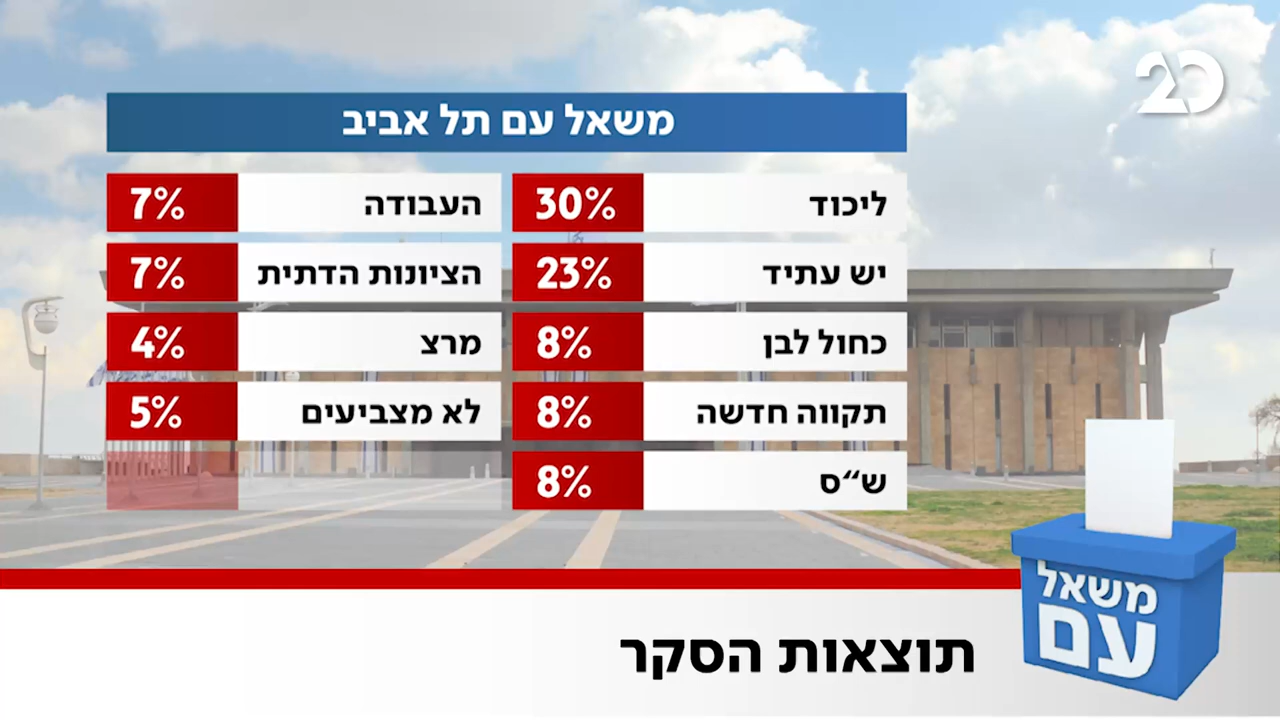 20
משאל עם תל אביב
ליכוד 30%
יש עתיד 23%
כחול לבן 8%
תקווה חדשה 8%
ש“ס 8%
העבודה 7%
הציונות הדתית 7%
מרצ 4%
לא מצביעים 5%
משאל
עם
תוצאות הסקר